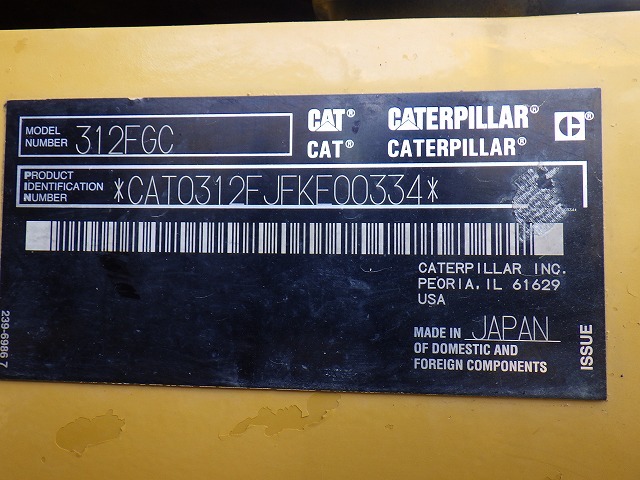 MODEL NUMBER 312FGC
CAT® CATERPILLAR®
CAT® CATERPILLAR®
C®
PRODUCT IDENTIFICATION NUMBER *CAT0312FJFKE00334*
CATERPILLAR INC.
PEORIA, IL 61629
USA
MADE IN JAPAN
OF DOMESTIC AND
FOREIGN COMPONENTS
ISSUE
239-6986 7